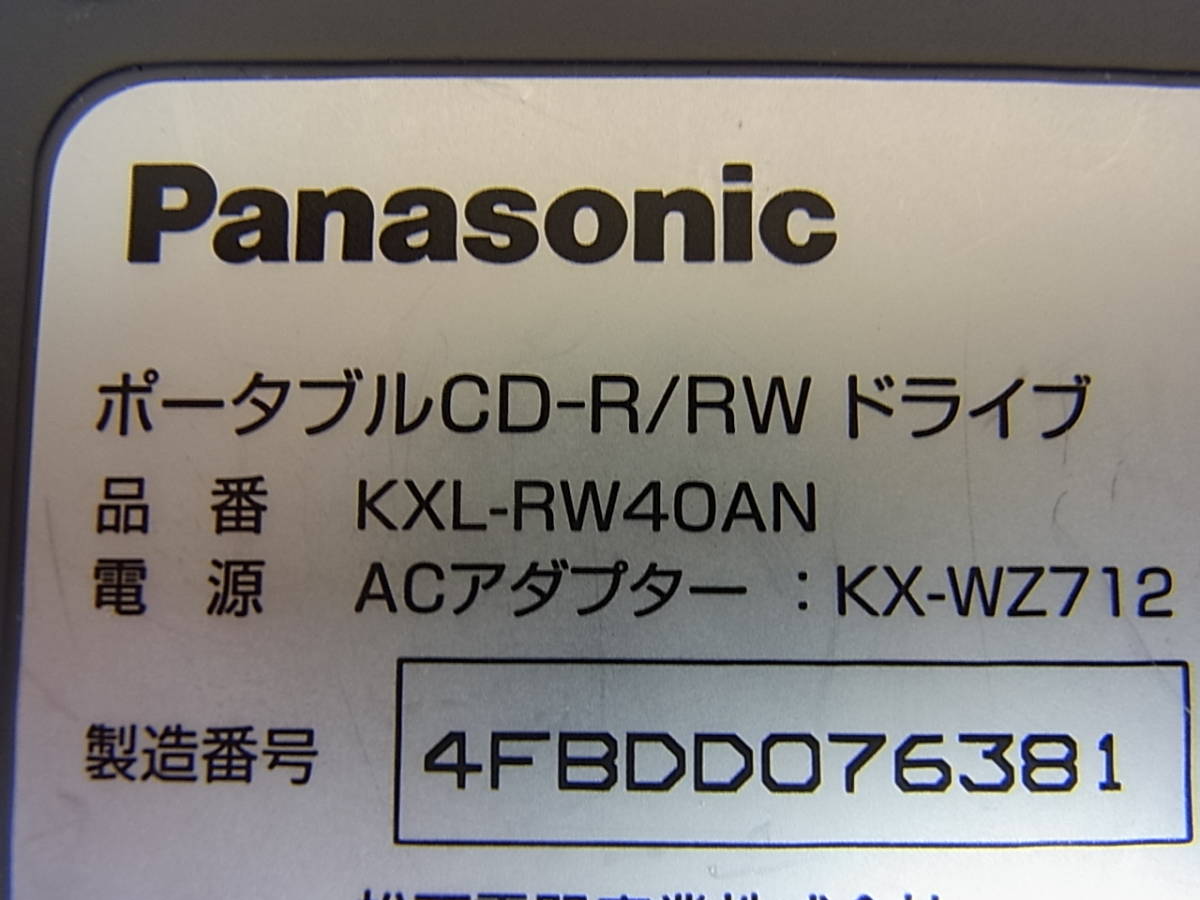 Panasonic
ポータブルCD-R/RW ドライブ
品 番 KXL-RW40AN
電 源 ACアダプター : KX-WZ712
製造番号 4FBDD076381